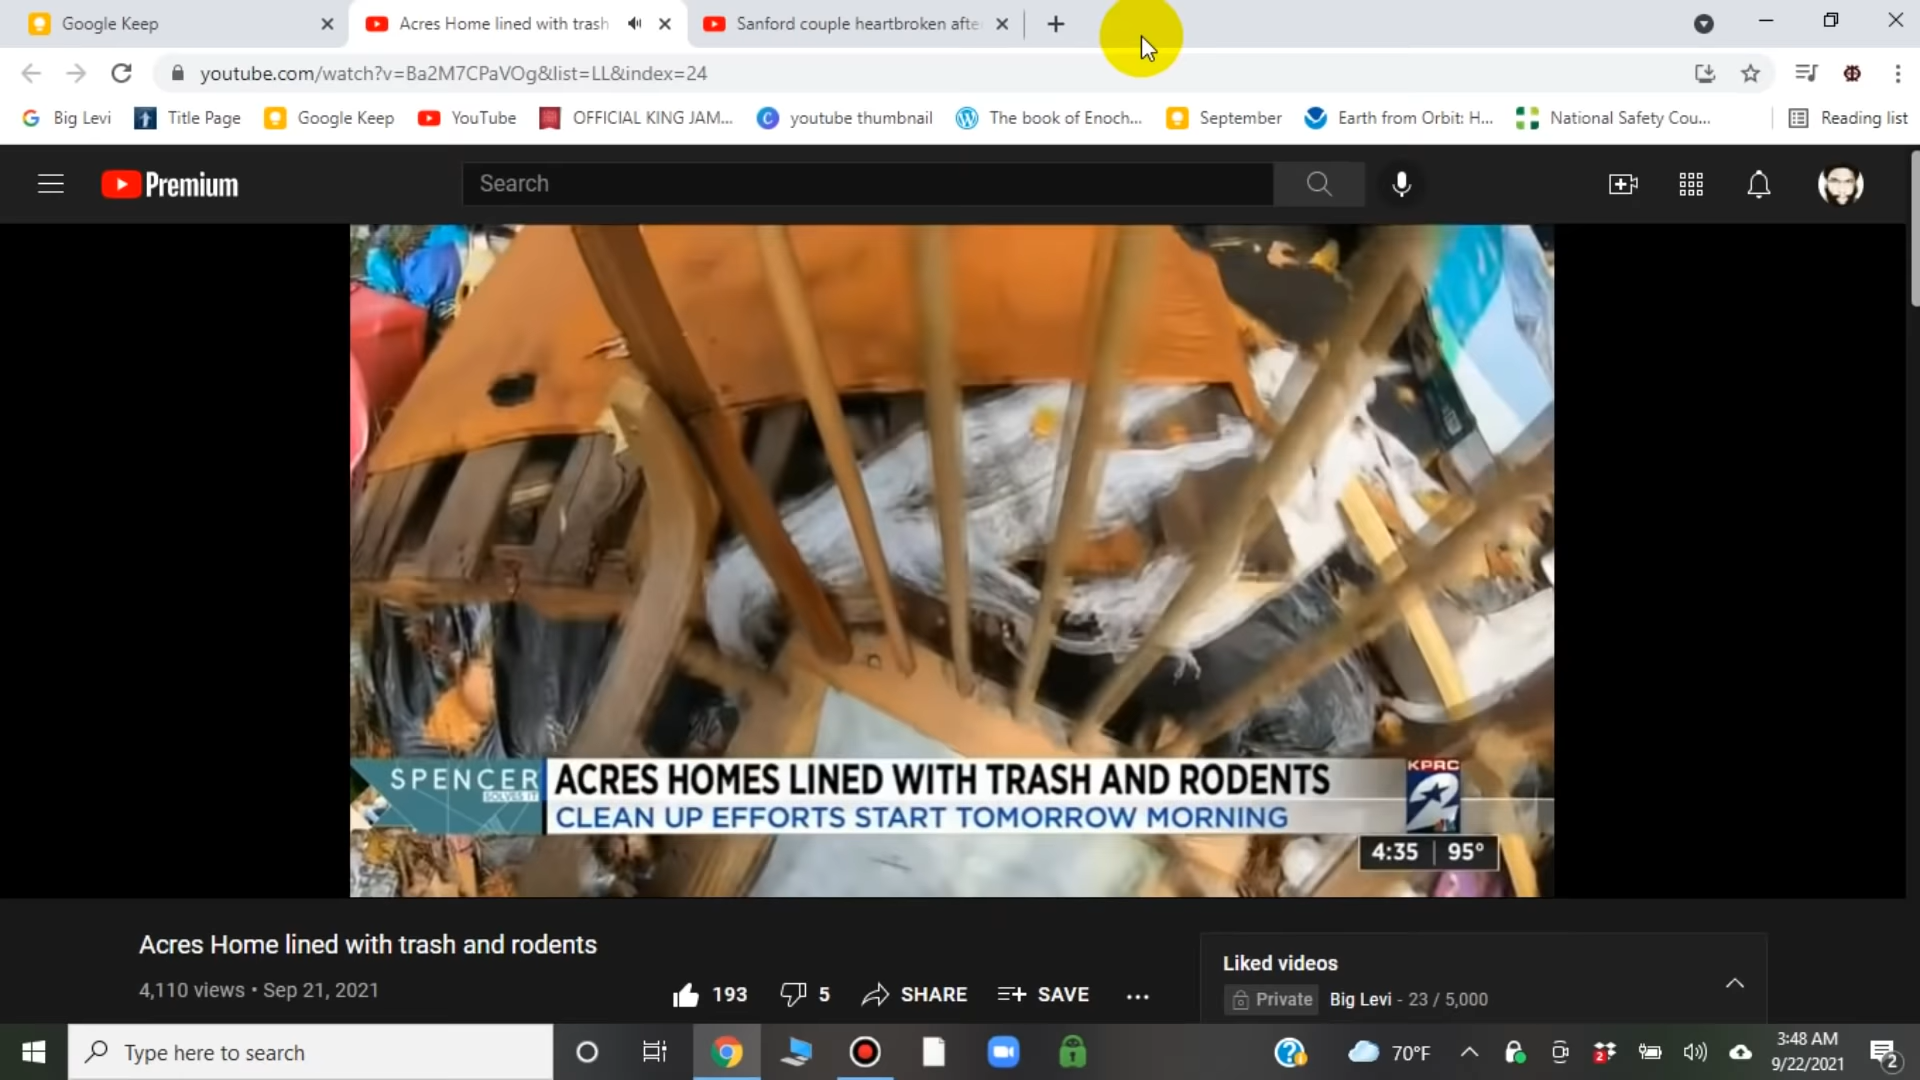 Google Keep
Acres Home lined with trash
Sanford couple heartbroken afte
youtube.com/watch?v=Ba2M7CPaVOg&list=LL&index=24
Big Levi
Title Page
Google Keep
YouTube
OFFICIAL KING JAM...
youtube thumbnail
The book of Enoch...
September
Earth from Orbit: H...
National Safety Cou...
Reading list
Premium
Search
SPENCER
SOLVES IT
ACRES HOMES LINED WITH TRASH AND RODENTS
CLEAN UP EFFORTS START TOMORROW MORNING
KPRC
2
4:35 95°
Acres Home lined with trash and rodents
4,110 views • Sep 21, 2021
193
5
SHARE
SAVE
Liked videos
Private Big Levi - 23 / 5,000
Type here to search
70°F
2
3:48 AM
9/22/2021
2